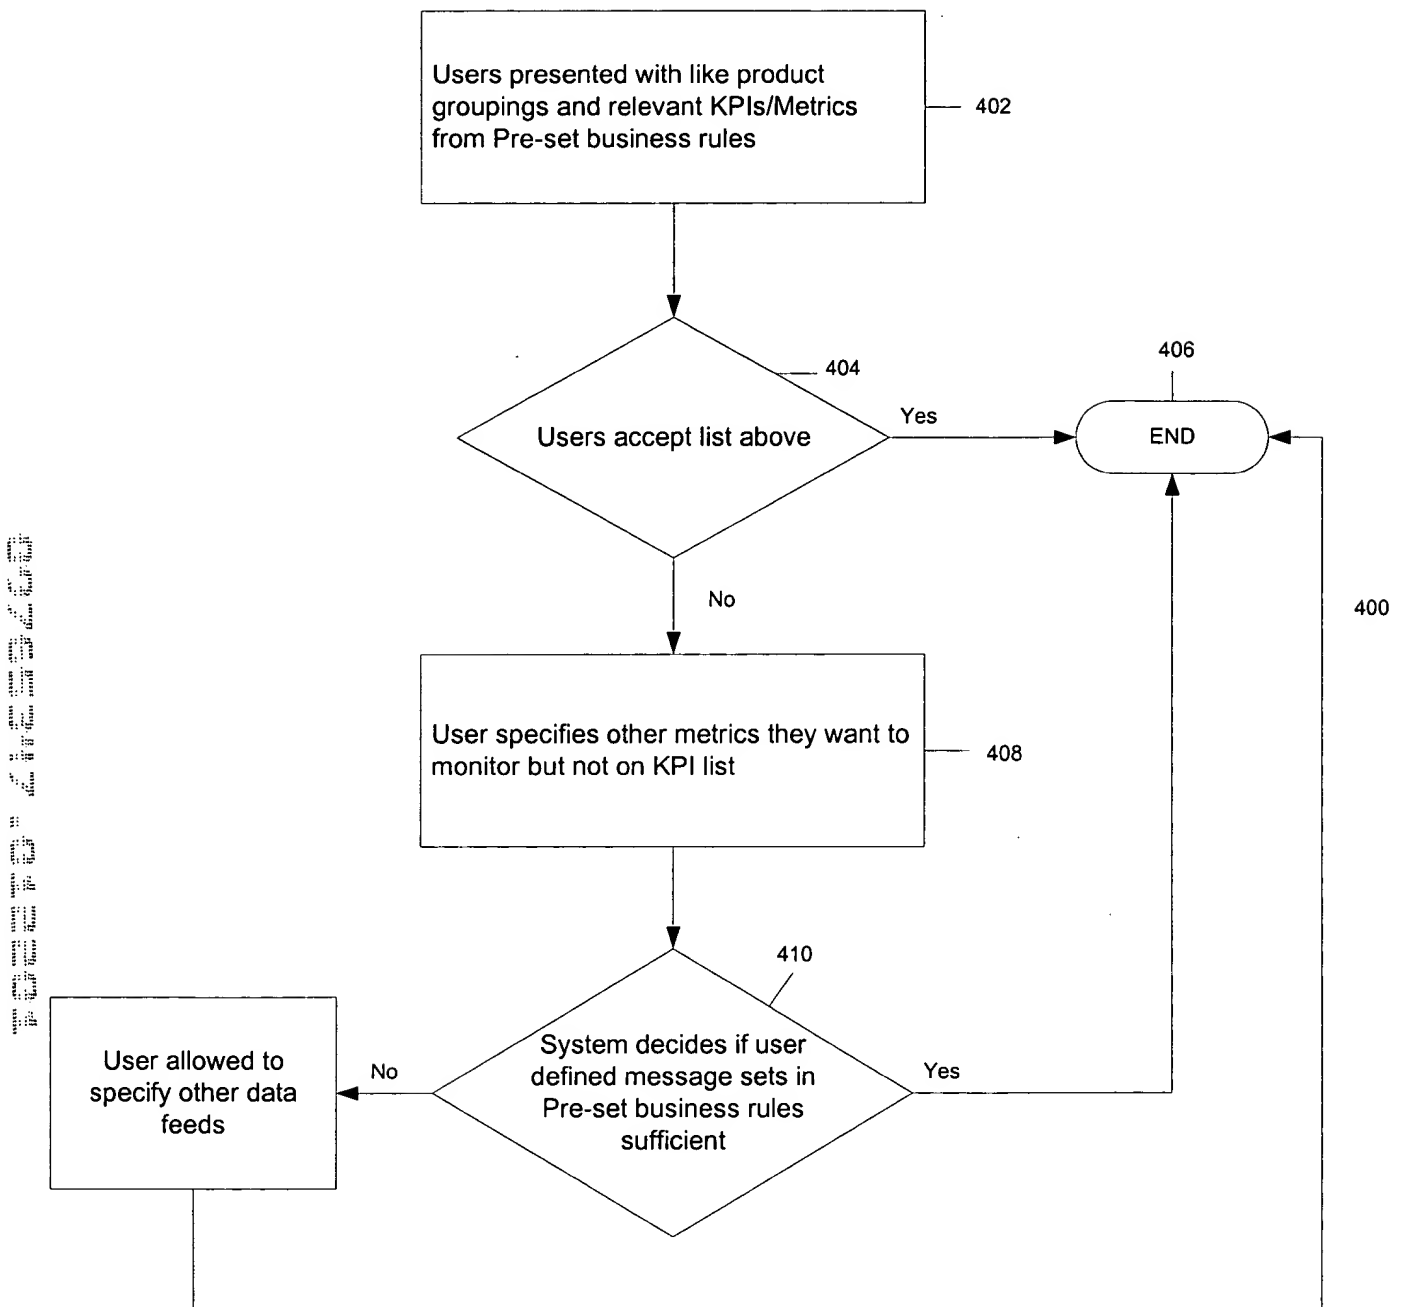 Users presented with like product
groupings and relevant KPIs/Metrics
from Pre-set business rules
402
404
406
Users accept list above
Yes
END
No
400
User specifies other metrics they want to
monitor but not on KPI list
408
410
User allowed to
specify other data
feeds
No
System decides if user
defined message sets in
Pre-set business rules
sufficient
Yes